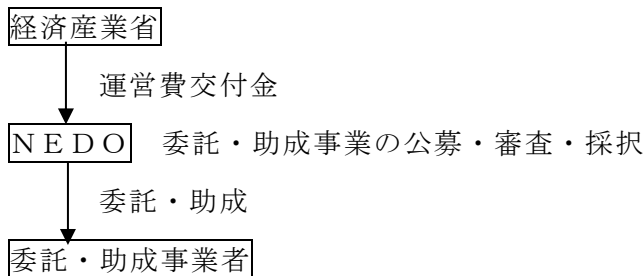 経済産業省
運営費交付金
ＮＥＤＯ 委託・助成事業の公募・審査・採択
委託・助成
委託・助成事業者